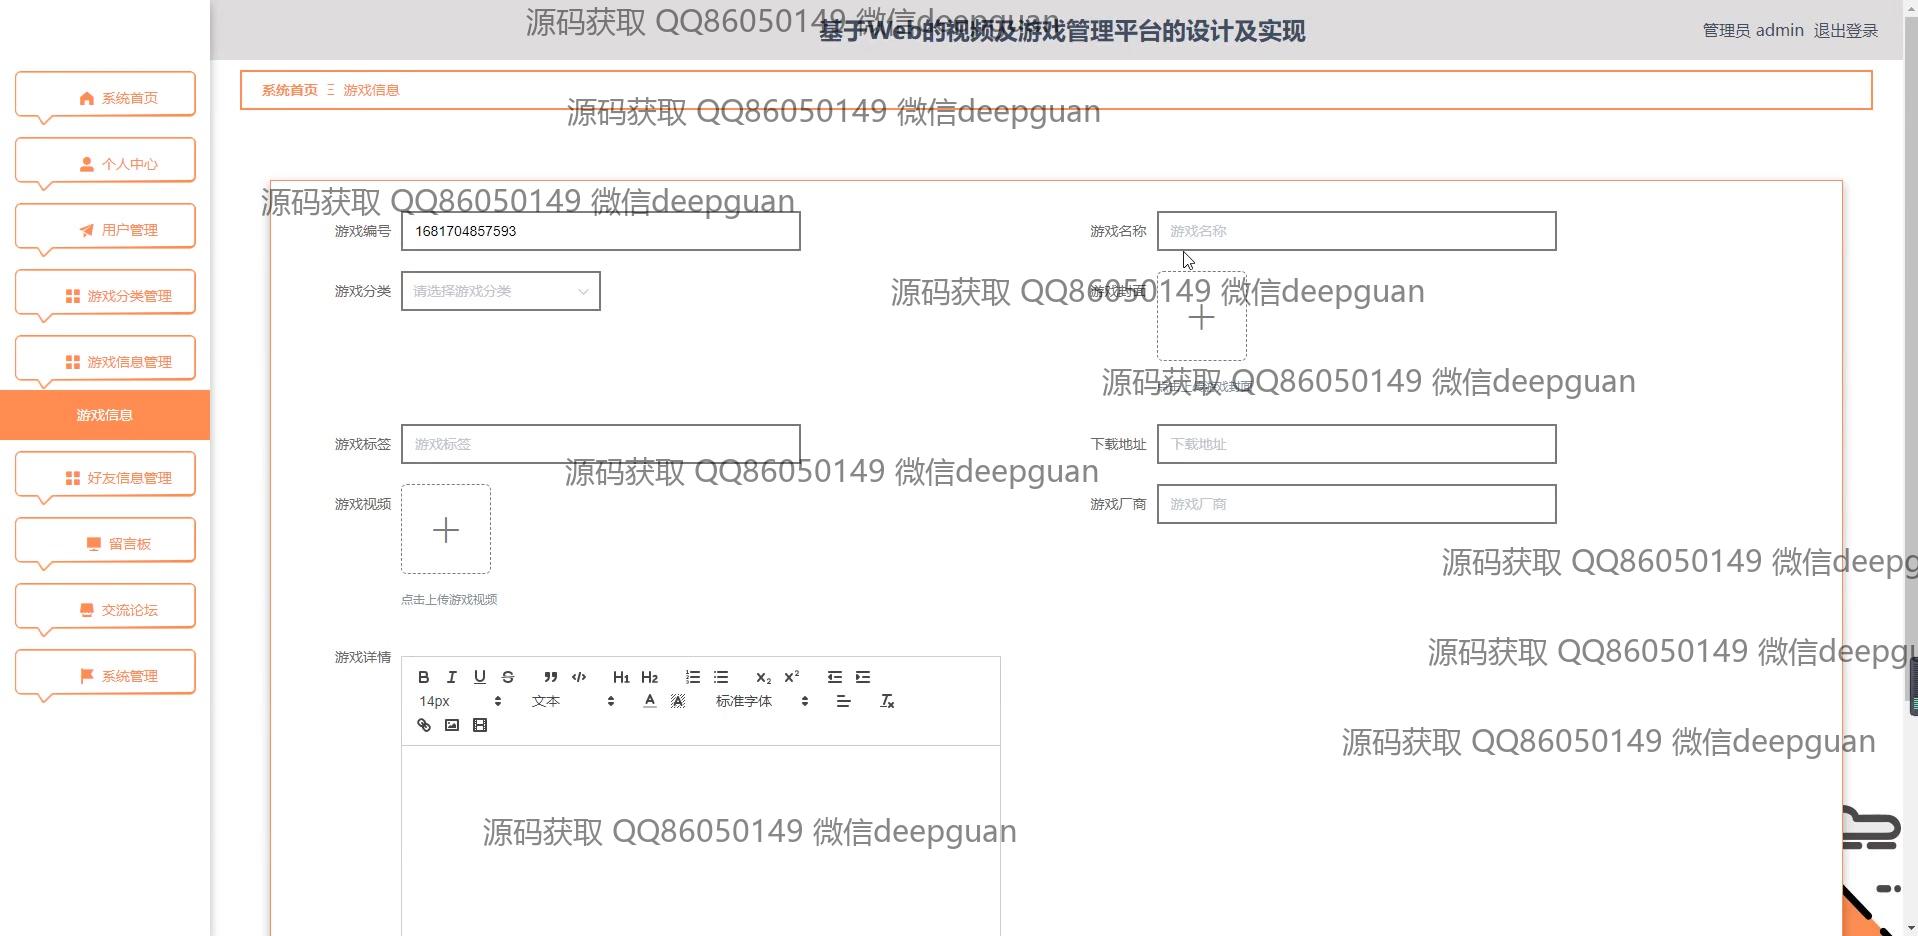 源码获取 QQ86050149 微信deepguan
基于Web的视频及游戏管理平台的设计及实现
管理员 admin 退出登录
系统首页
个人中心
用户管理
游戏分类管理
游戏信息管理
游戏信息
好友信息管理
留言板
交流论坛
系统管理
系统首页 Ξ 游戏信息
源码获取 QQ86050149 微信deepguan
源码获取 QQ86050149 微信deepguan
游戏编号 1681704857593
游戏名称 游戏名称
游戏分类 请选择游戏分类
游戏封面
源码获取 QQ86050149 微信deepguan
点击上传游戏封面
源码获取 QQ86050149 微信deepguan
游戏标签 游戏标签
下载地址 下载地址
源码获取 QQ86050149 微信deepguan
游戏视频
游戏厂商 游戏厂商
点击上传游戏视频
源码获取 QQ86050149 微信deepg
游戏详情
源码获取 QQ86050149 微信deepgu
B I U S ” </> H1 H2 X2 X2
14px 文本 A A 标准字体 Tx
源码获取 QQ86050149 微信deepguan
源码获取 QQ86050149 微信deepguan